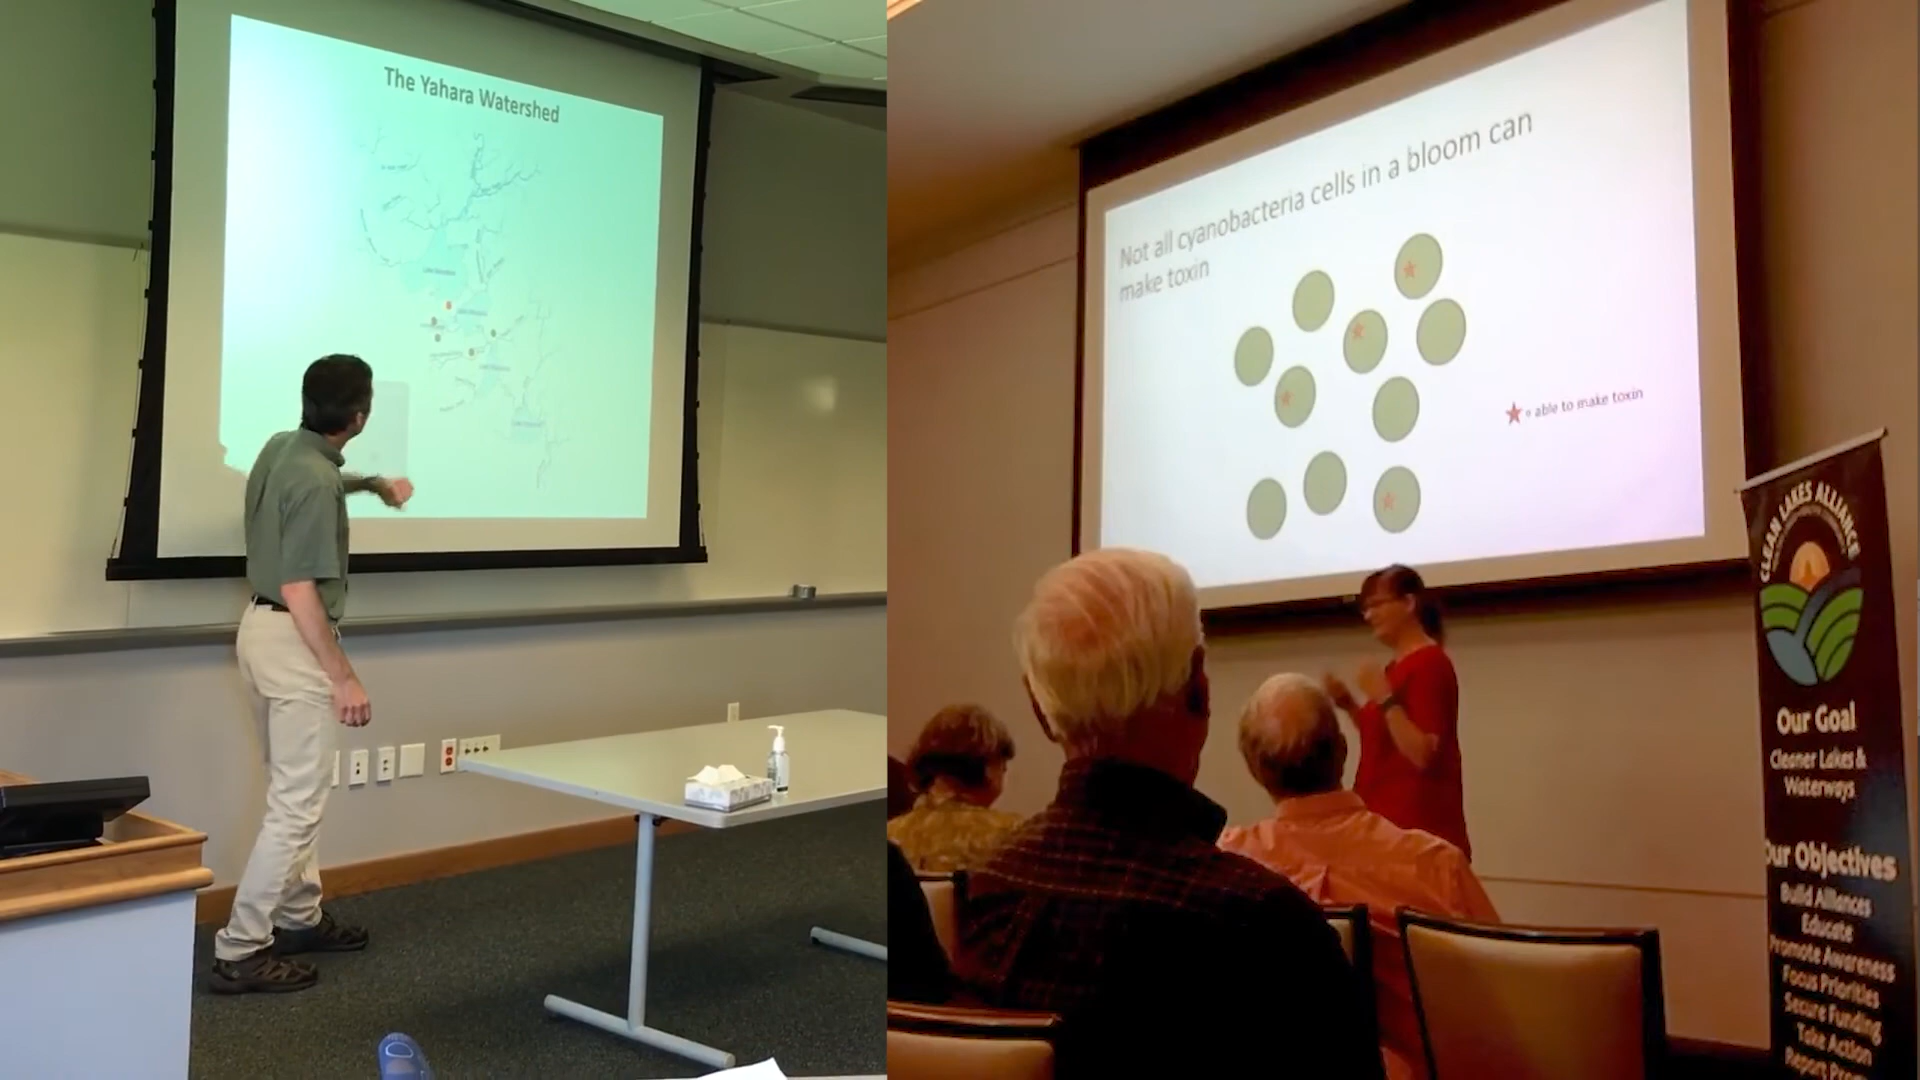 The Yahara Watershed
Not all cyanobacteria cells in a bloom can
make toxin
= able to make toxin
CLEAN LAKES ALLIANCE
Our Goal
Cleaner Lakes &
Waterways
Our Objectives
Build Alliances
Educate
Promote Awareness
Focus Priorities
Secure Funding
Take Action
Report